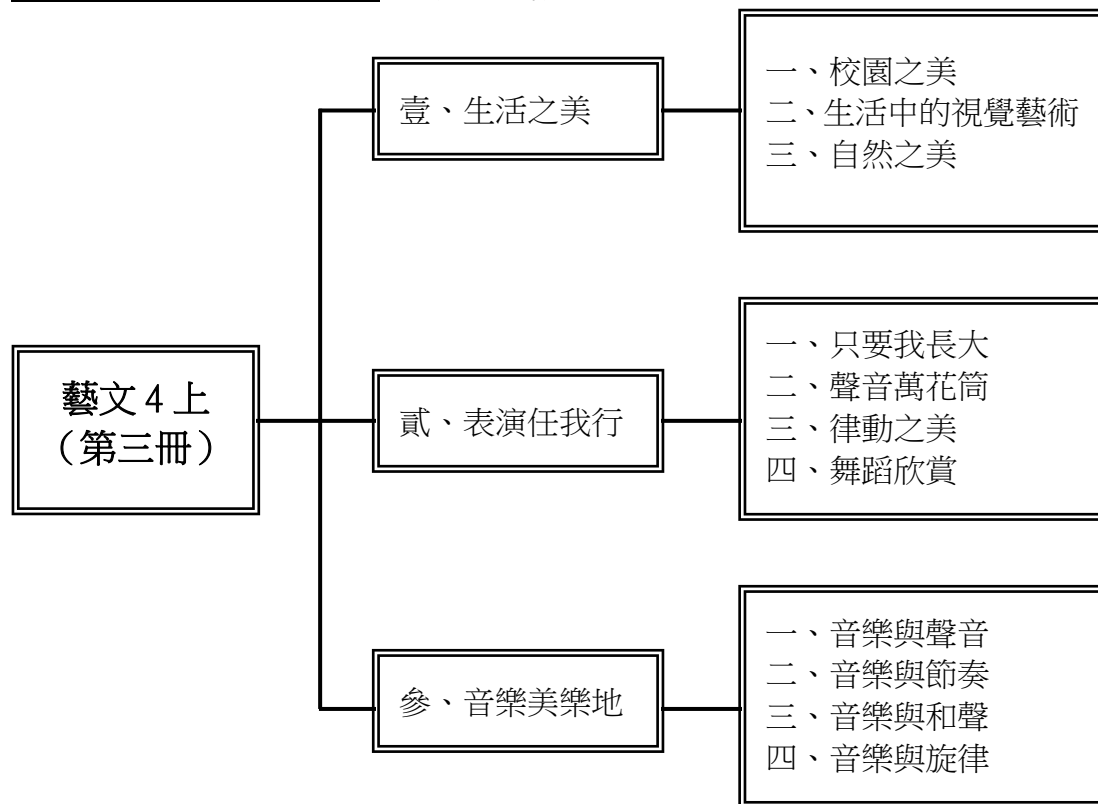 藝文4上
（第三冊）
壹、生活之美
一、校園之美
二、生活中的視覺藝術
三、自然之美
貳、表演任我行
一、只要我長大
二、聲音萬花筒
三、律動之美
四、舞蹈欣賞
參、音樂美樂地
一、音樂與聲音
二、音樂與節奏
三、音樂與和聲
四、音樂與旋律